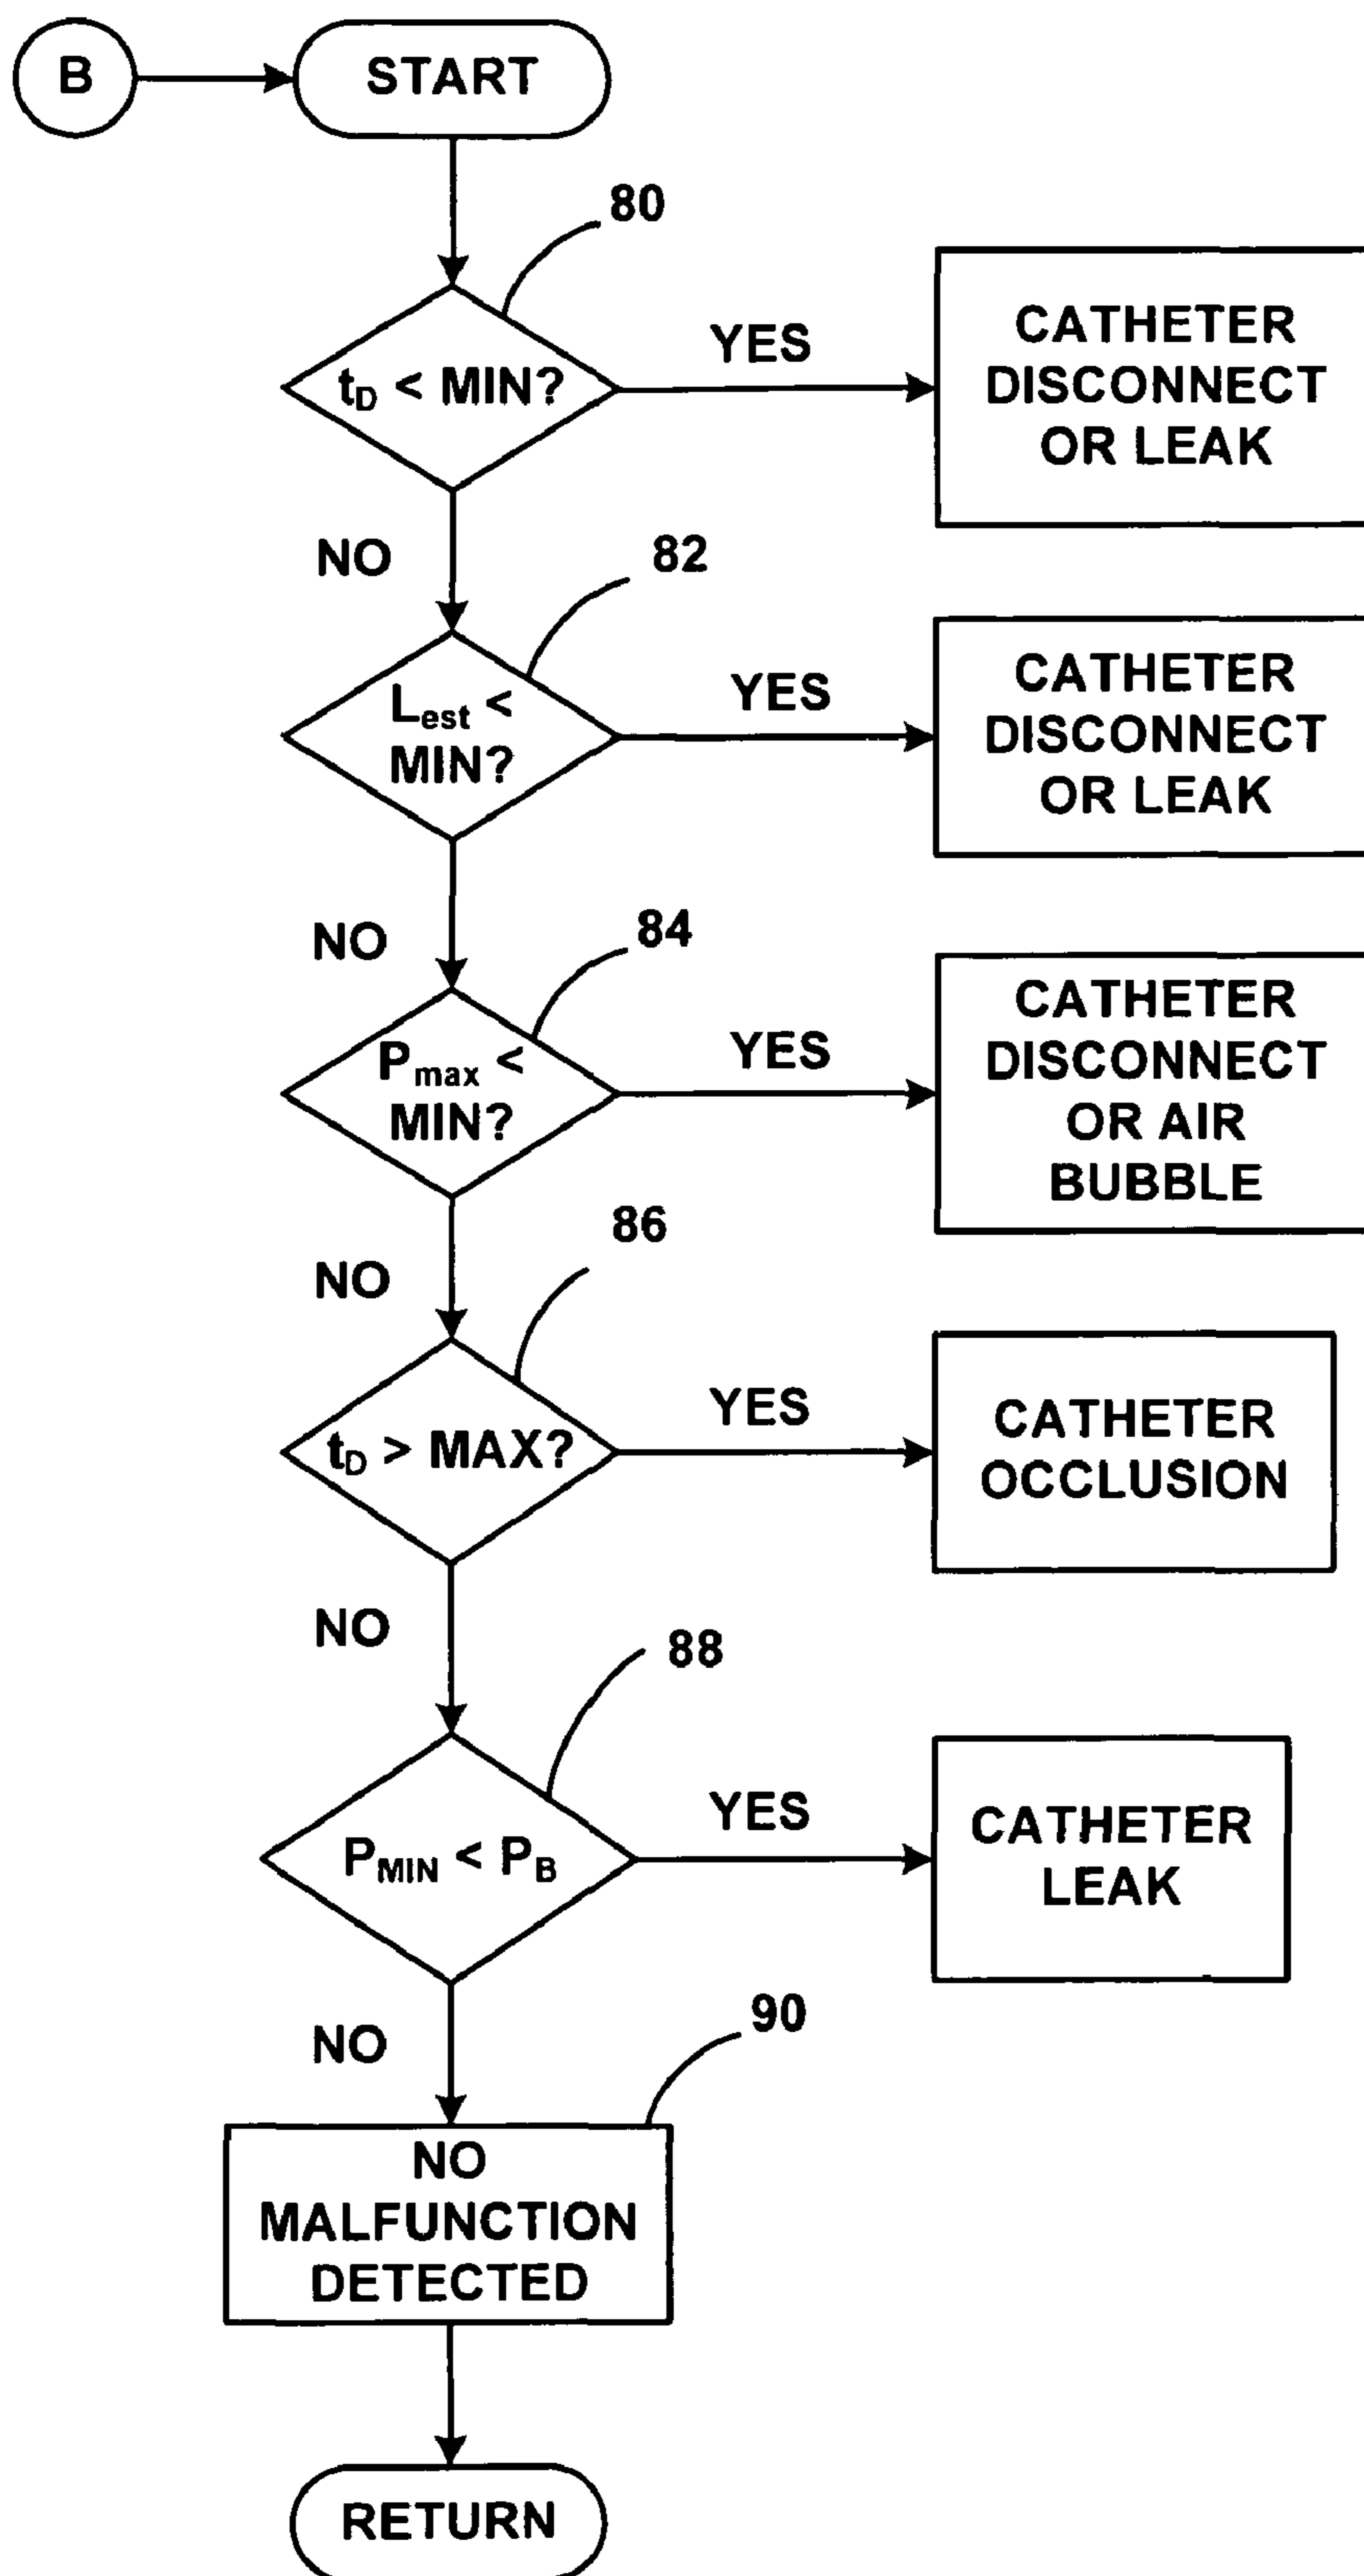 B
START
80
t_D < MIN?
YES
CATHETER
DISCONNECT
OR LEAK
NO
82
L_est <
MIN?
YES
CATHETER
DISCONNECT
OR LEAK
NO
84
P_max <
MIN?
YES
CATHETER
DISCONNECT
OR AIR
BUBBLE
NO
86
t_D > MAX?
YES
CATHETER
OCCLUSION
NO
88
P_MIN < P_B
YES
CATHETER
LEAK
NO
90
NO
MALFUNCTION
DETECTED
RETURN